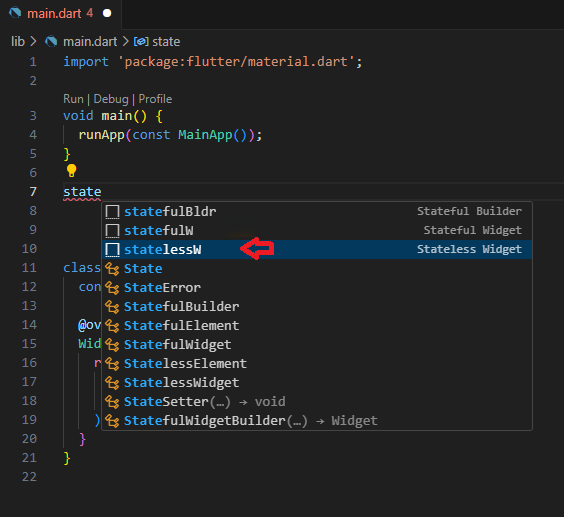 main.dart 4
lib > main.dart > state
1 import 'package:flutter/material.dart';
2
Run | Debug | Profile
3 void main() {
4 runApp(const MainApp());
5 }
6
7 state
8 statefulBldr Stateful Builder
9 statefulW Stateful Widget
10 statelessW Stateless Widget
11 class State
12 con StateError
13 StatefulBuilder
14 @ov StatefulElement
15 Wid StatefulWidget
16 r StatelessElement
17 StatelessWidget
18 StateSetter(…) → void
19 ) StatefulWidgetBuilder(…) → Widget
20 }
21 }
22